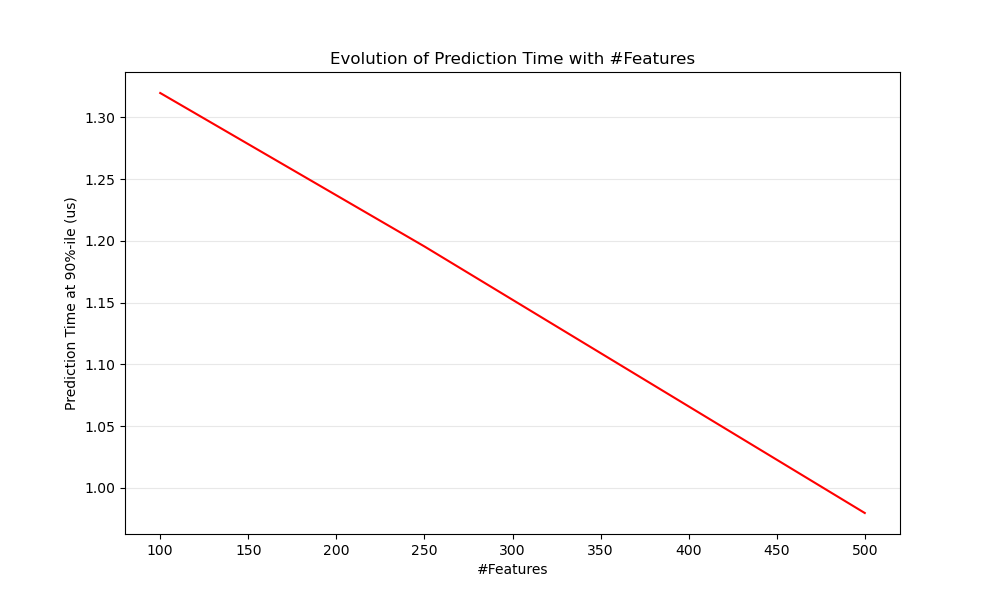 Evolution of Prediction Time with #Features
Prediction Time at 90%-ile (us)
1.30
1.25
1.20
1.15
1.10
1.05
1.00
100 150 200 250 300 350 400 450 500
#Features